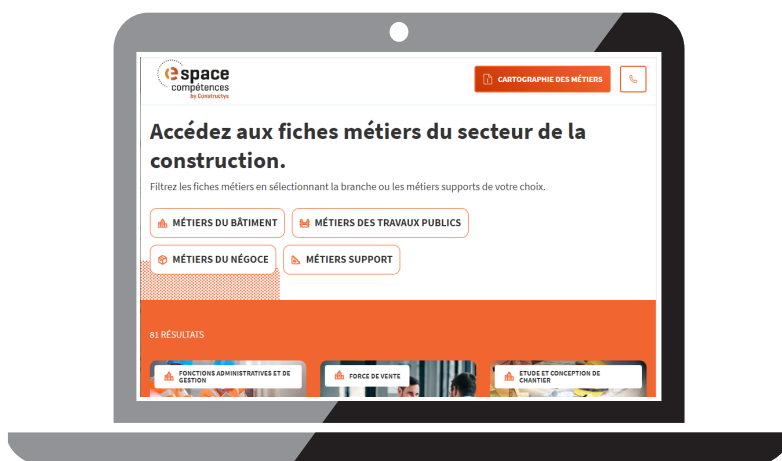 espace
compétences
by Constructys
CARTOGRAPHIE DES MÉTIERS
Accédez aux fiches métiers du secteur de la
construction.
Filtrez les fiches métiers en sélectionnant la branche ou les métiers supports de votre choix.
MÉTIERS DU BÂTIMENT
MÉTIERS DES TRAVAUX PUBLICS
MÉTIERS DU NÉGOCE
MÉTIERS SUPPORT
81 RÉSULTATS
FONCTIONS ADMINISTRATIVES ET DE
GESTION
FORCE DE VENTE
ETUDE ET CONCEPTION DE
CHANTIER